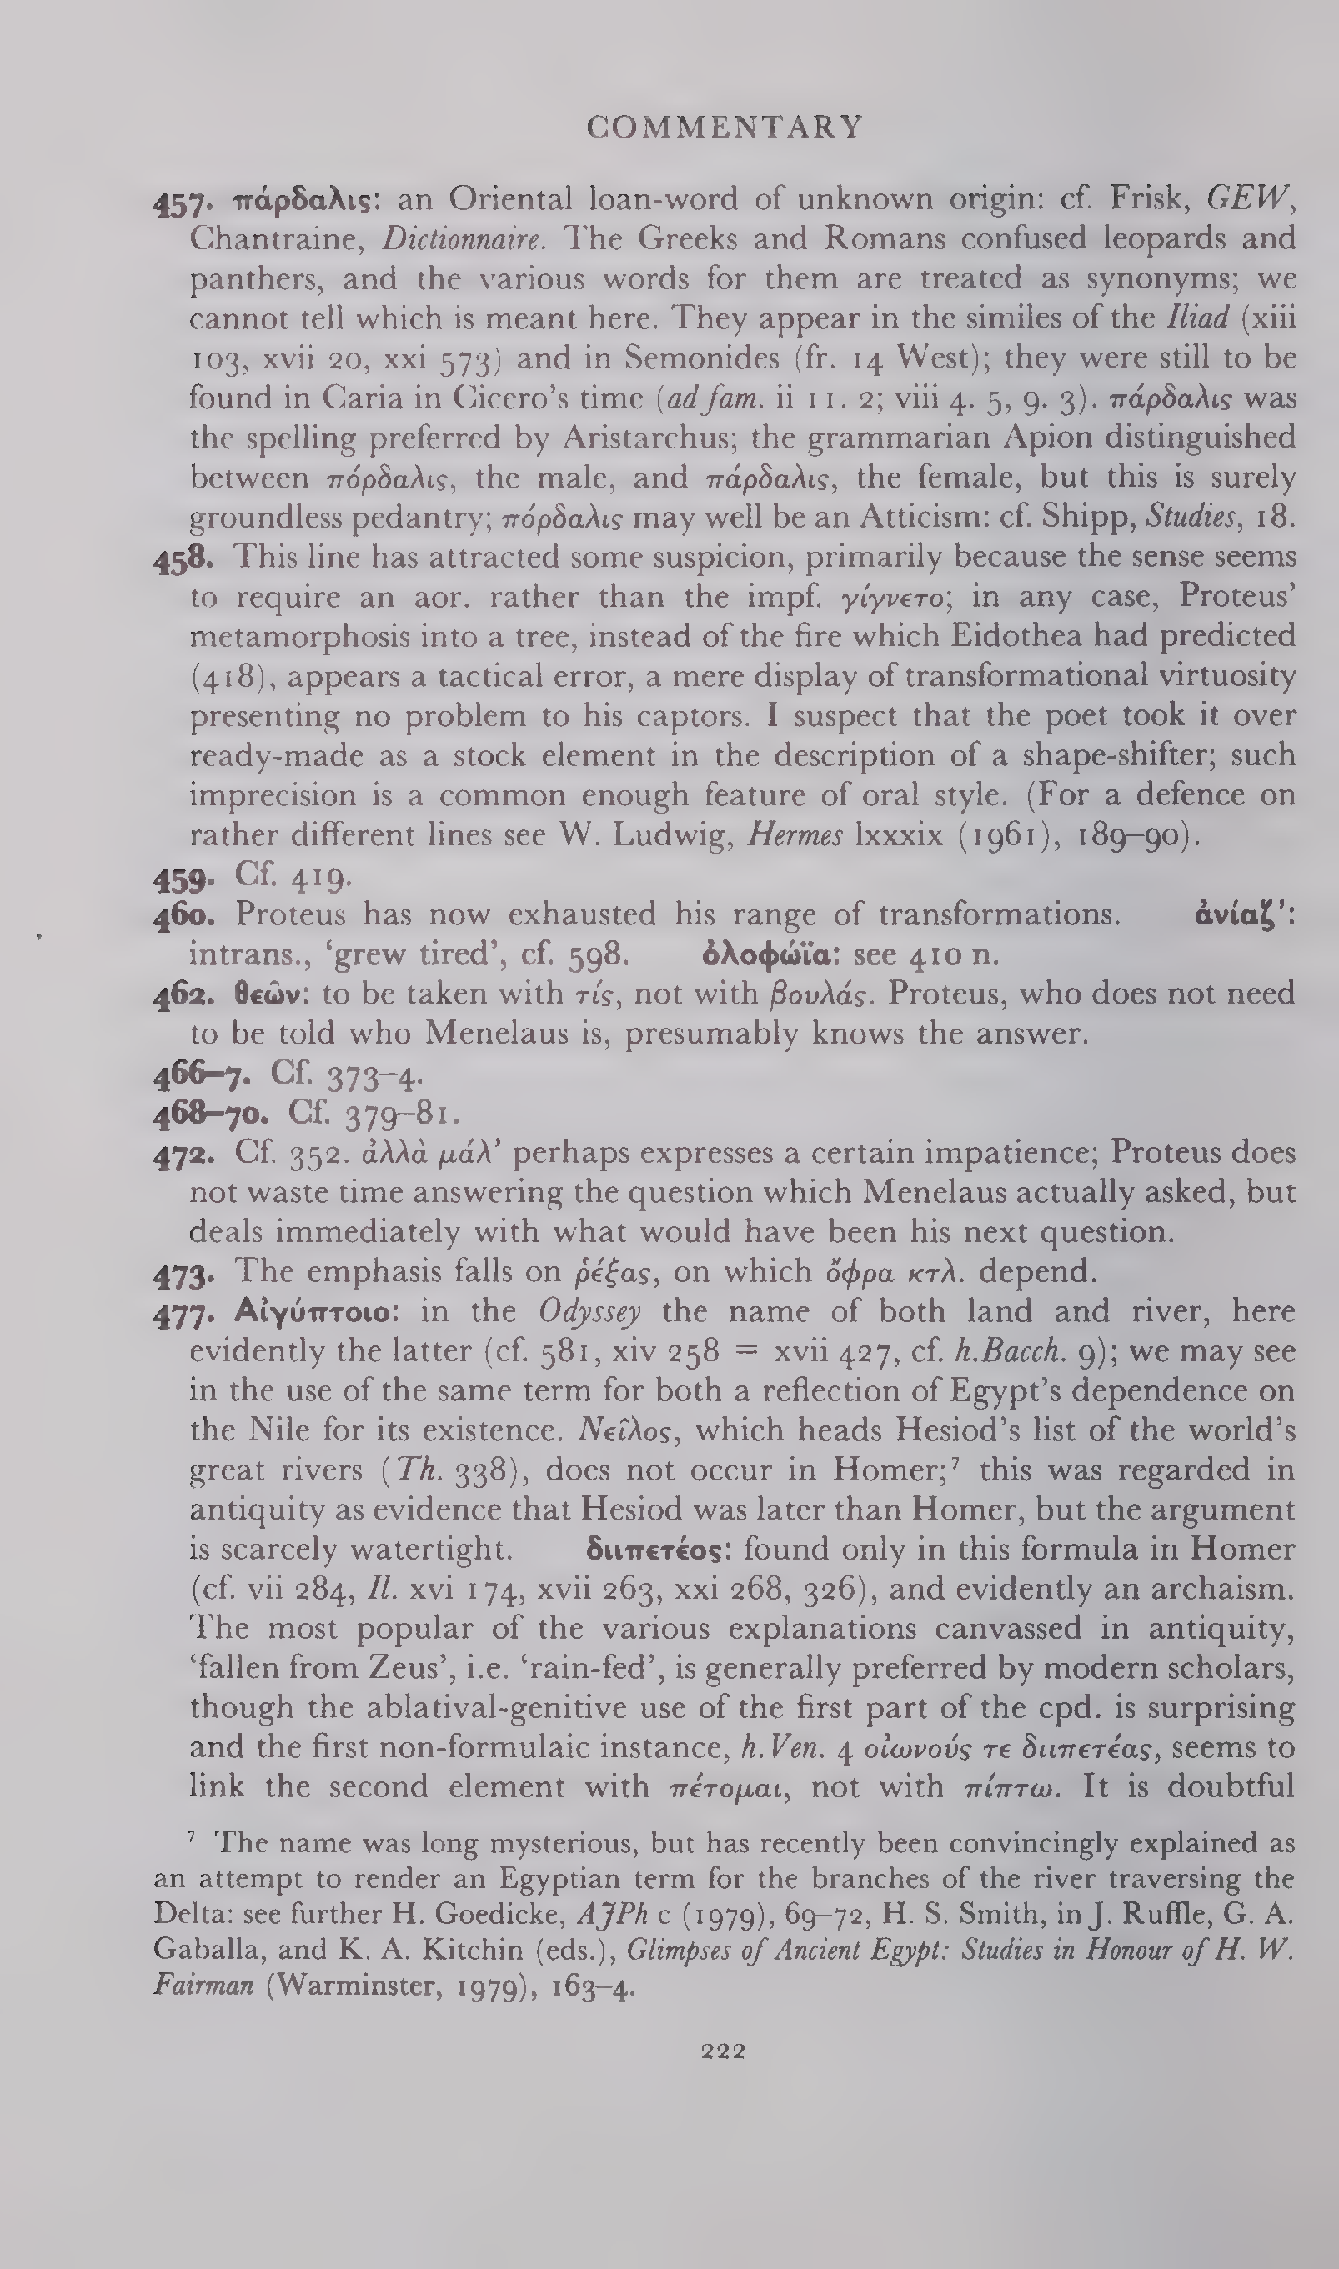 COMMENTARY
457. πάρδαλις: an Oriental loan-word of unknown origin: cf. Frisk, GEW,
Chantraine, Dictionnaire. The Greeks and Romans confused leopards and
panthers, and the various words for them are treated as synonyms; we
cannot tell which is meant here. They appear in the similes of the Iliad (xiii
103, xvii 20, xxi 573) and in Semonides (fr. 14 West); they were still to be
found in Caria in Cicero’s time (ad fam. ii 11. 2; viii 4. 5, 9. 3). πάρδαλις was
the spelling preferred by Aristarchus; the grammarian Apion distinguished
between πόρδαλις, the male, and πάρδαλις, the female, but this is surely
groundless pedantry; πόρδαλις may well be an Atticism: cf. Shipp, Studies, 18.
458. This line has attracted some suspicion, primarily because the sense seems
to require an aor. rather than the impf. γίγνετο; in any case, Proteus’
metamorphosis into a tree, instead of the fire which Eidothea had predicted
(418), appears a tactical error, a mere display of transformational virtuosity
presenting no problem to his captors. I suspect that the poet took it over
ready-made as a stock element in the description of a shape-shifter; such
imprecision is a common enough feature of oral style. (For a defence on
rather different lines see W. Ludwig, Hermes lxxxix (1961), 189–90).
459. Cf. 419.
460. Proteus has now exhausted his range of transformations. ἀνίαζ’:
intrans., ‘grew tired’, cf. 598. ὀλοφώϊα: see 410 n.
462. θεῶν: to be taken with τίς, not with βουλάς. Proteus, who does not need
to be told who Menelaus is, presumably knows the answer.
466–7. Cf. 373–4.
468–70. Cf. 379–81.
472. Cf. 352. ἀλλὰ μάλ’ perhaps expresses a certain impatience; Proteus does
not waste time answering the question which Menelaus actually asked, but
deals immediately with what would have been his next question.
473. The emphasis falls on ῥέξας, on which ὄφρα κτλ. depend.
477. Αἰγύπτοιο: in the Odyssey the name of both land and river, here
evidently the latter (cf. 581, xiv 258 = xvii 427, cf. h.Bacch. 9); we may see
in the use of the same term for both a reflection of Egypt’s dependence on
the Nile for its existence. Νεῖλος, which heads Hesiod’s list of the world’s
great rivers (Th. 338), does not occur in Homer;⁷ this was regarded in
antiquity as evidence that Hesiod was later than Homer, but the argument
is scarcely watertight. διιπετέος: found only in this formula in Homer
(cf. vii 284, Il. xvi 174, xvii 263, xxi 268, 326), and evidently an archaism.
The most popular of the various explanations canvassed in antiquity,
‘fallen from Zeus’, i.e. ‘rain-fed’, is generally preferred by modern scholars,
though the ablatival-genitive use of the first part of the cpd. is surprising
and the first non-formulaic instance, h.Ven. 4 οἰωνούς τε διιπετέας, seems to
link the second element with πέτομαι, not with πίπτω. It is doubtful
⁷ The name was long mysterious, but has recently been convincingly explained as
an attempt to render an Egyptian term for the branches of the river traversing the
Delta: see further H. Goedicke, AJPh c (1979), 69–72, H. S. Smith, in J. Ruffle, G. A.
Gaballa, and K. A. Kitchin (eds.), Glimpses of Ancient Egypt: Studies in Honour of H. W.
Fairman (Warminster, 1979), 163–4.
222